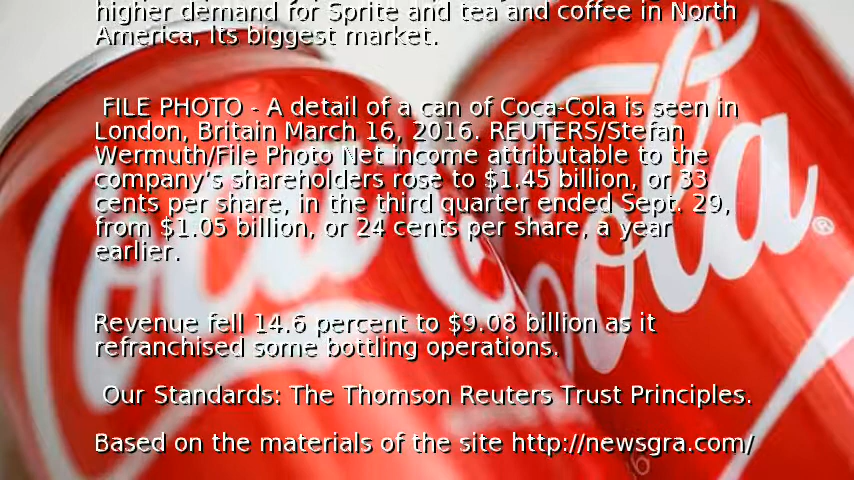 higher demand for Sprite and tea and coffee in North
America, its biggest market.
FILE PHOTO - A detail of a can of Coca-Cola is seen in
London, Britain March 16, 2016. REUTERS/Stefan
Wermuth/File Photo Net income attributable to the
company's shareholders rose to $1.45 billion, or 33
cents per share, in the third quarter ended Sept. 29,
from $1.05 billion, or 24 cents per share, a year
earlier.
Revenue fell 14.6 percent to $9.08 billion as it
refranchised some bottling operations.
Our Standards: The Thomson Reuters Trust Principles.
Based on the materials of the site http://newsgra.com/
Coca-Cola
Cola®